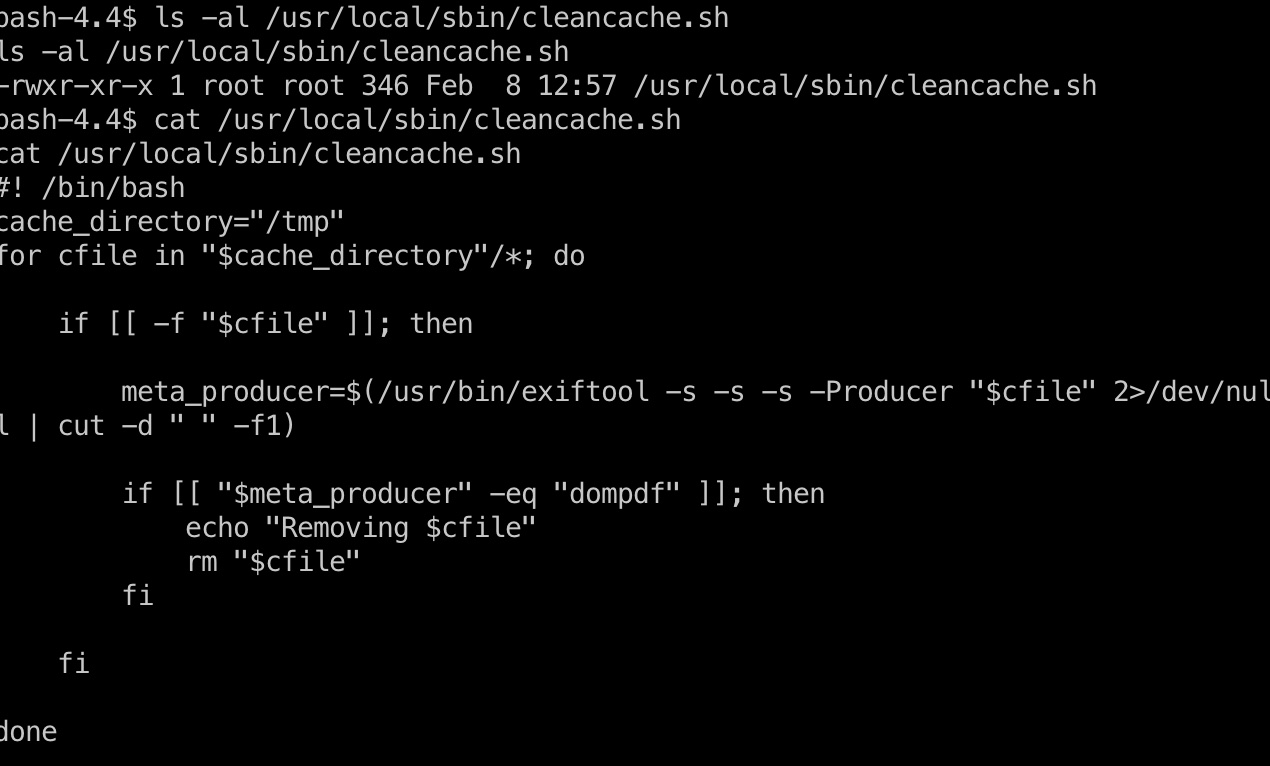 bash-4.4$ ls -al /usr/local/sbin/cleancache.sh
ls -al /usr/local/sbin/cleancache.sh
-rwxr-xr-x 1 root root 346 Feb  8 12:57 /usr/local/sbin/cleancache.sh
bash-4.4$ cat /usr/local/sbin/cleancache.sh
cat /usr/local/sbin/cleancache.sh
#! /bin/bash
cache_directory="/tmp"
for cfile in "$cache_directory"/*; do
    if [[ -f "$cfile" ]]; then
        meta_producer=$(/usr/bin/exiftool -s -s -s -Producer "$cfile" 2>/dev/nul
l | cut -d " " -f1)
        if [[ "$meta_producer" -eq "dompdf" ]]; then
            echo "Removing $cfile"
            rm "$cfile"
        fi
    fi
done